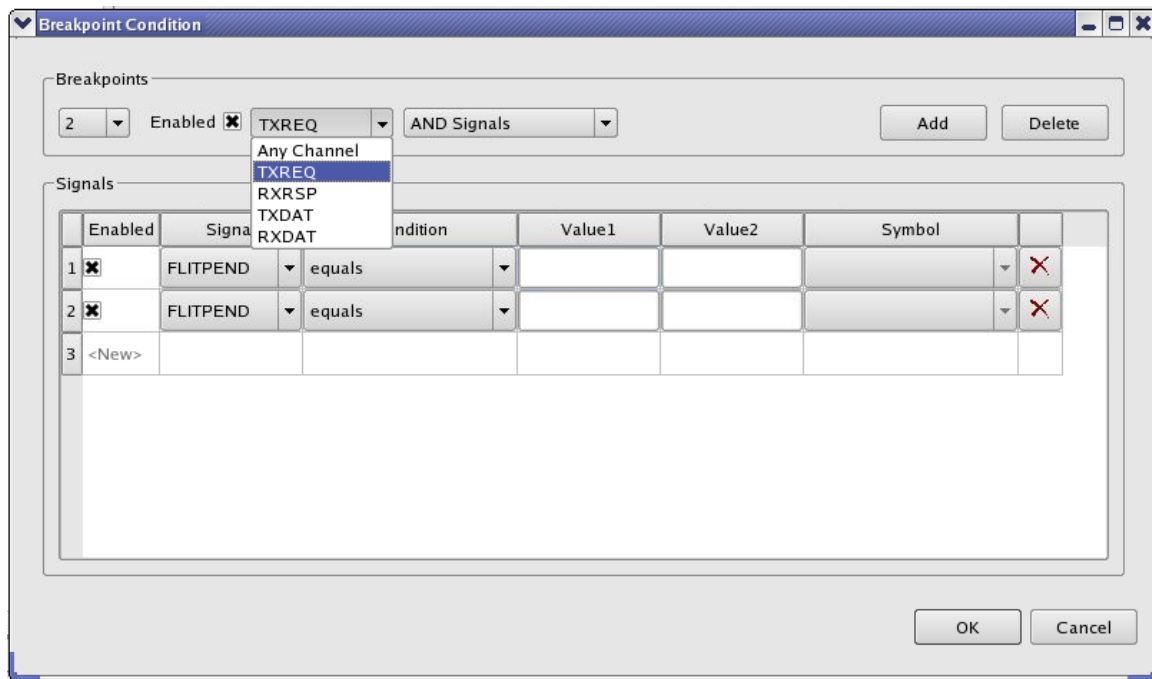 Breakpoint Condition
Breakpoints
2 Enabled TXREQ AND Signals Add Delete
Any Channel
TXREQ
RXRSP
TXDAT
RXDAT
Signals
Enabled Signa ndition Value1 Value2 Symbol
1 FLITPEND equals
2 FLITPEND equals
3 <New>
OK Cancel